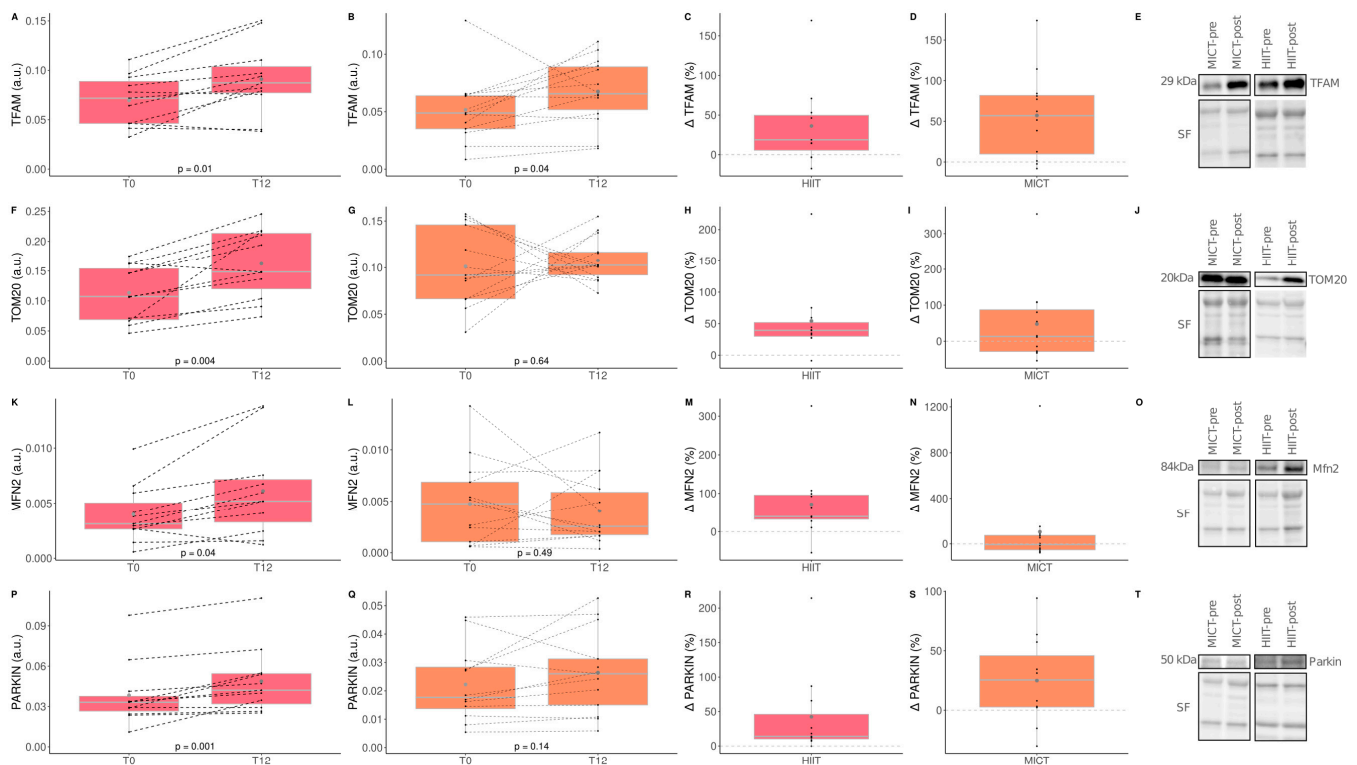 A
TFAM (a.u.)
0.15
0.10
0.05
0.00
T0
T12
p = 0.01
B
TFAM (a.u.)
0.10
0.05
0.00
T0
T12
p = 0.04
C
Δ TFAM (%)
150
100
50
0
HIIT
D
Δ TFAM (%)
150
100
50
0
MICT
E
MICT-pre
MICT-post
HIIT-pre
HIIT-post
29 kDa
TFAM
SF
F
TOM20 (a.u.)
0.25
0.20
0.15
0.10
0.05
0.00
T0
T12
p = 0.004
G
TOM20 (a.u.)
0.15
0.10
0.05
0.00
T0
T12
p = 0.64
H
Δ TOM20 (%)
200
150
100
50
0
HIIT
I
Δ TOM20 (%)
300
200
100
0
MICT
J
MICT-pre
MICT-post
HIIT-pre
HIIT-post
20kDa
TOM20
SF
K
MFN2 (a.u.)
0.010
0.005
0.000
T0
T12
p = 0.04
L
MFN2 (a.u.)
0.010
0.005
0.000
T0
T12
p = 0.49
M
Δ MFN2 (%)
300
200
100
0
HIIT
N
Δ MFN2 (%)
1200
800
400
0
MICT
O
MICT-pre
MICT-post
HIIT-pre
HIIT-post
84kDa
Mfn2
SF
P
PARKIN (a.u.)
0.12
0.09
0.06
0.03
0.00
T0
T12
p = 0.001
Q
PARKIN (a.u.)
0.05
0.04
0.03
0.02
0.01
0.00
T0
T12
p = 0.14
R
Δ PARKIN (%)
200
150
100
50
0
HIIT
S
Δ PARKIN (%)
100
50
0
MICT
T
MICT-pre
MICT-post
HIIT-pre
HIIT-post
50 kDa
Parkin
SF